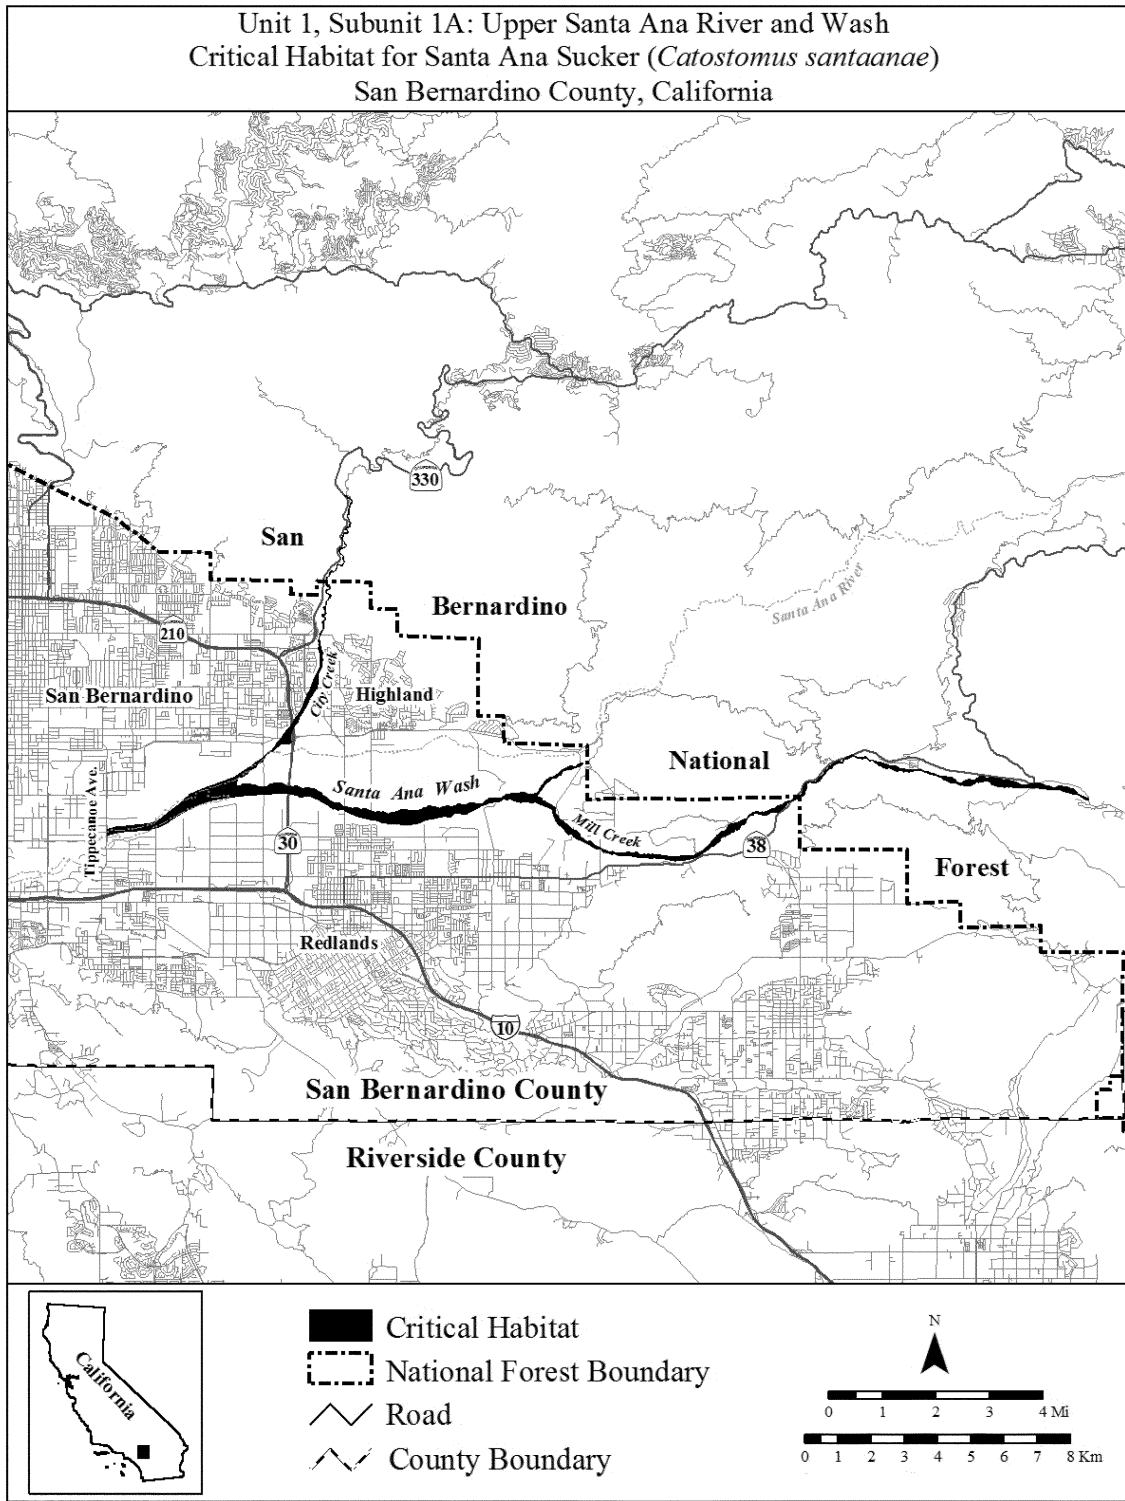 Unit 1, Subunit 1A: Upper Santa Ana River and Wash
Critical Habitat for Santa Ana Sucker (Catostomus santaanae)
San Bernardino County, California
330
San
Bernardino
Santa Ana River
210
San Bernardino
City Creek
Highland
National
Tippecanoe Ave.
Santa Ana Wash
Mill Creek
30
38
Forest
Redlands
10
San Bernardino County
Riverside County
California
Critical Habitat
National Forest Boundary
Road
County Boundary
N
0 1 2 3 4 Mi
0 1 2 3 4 5 6 7 8 Km